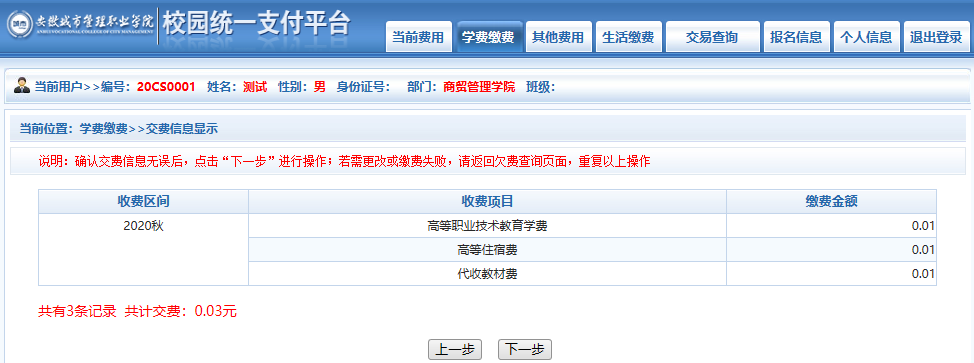 安徽城市管理职业学院 校园统一支付平台
ANHUI VOCATIONAL COLLEGE OF CITY MANAGEMENT
当前费用 学费缴费 其他费用 生活缴费 交易查询 报名信息 个人信息 退出登录
当前用户>>编号：20CS0001 姓名：测试 性别：男 身份证号： 部门：商贸管理学院 班级：
当前位置：学费缴费>>交费信息显示
说明：确认交费信息无误后，点击“下一步”进行操作；若需更改或缴费失败，请返回欠费查询页面，重复以上操作
收费区间 收费项目 缴费金额
2020秋 高等职业技术教育学费 0.01
高等住宿费 0.01
代收教材费 0.01
共有3条记录 共计交费：0.03元
上一步 下一步